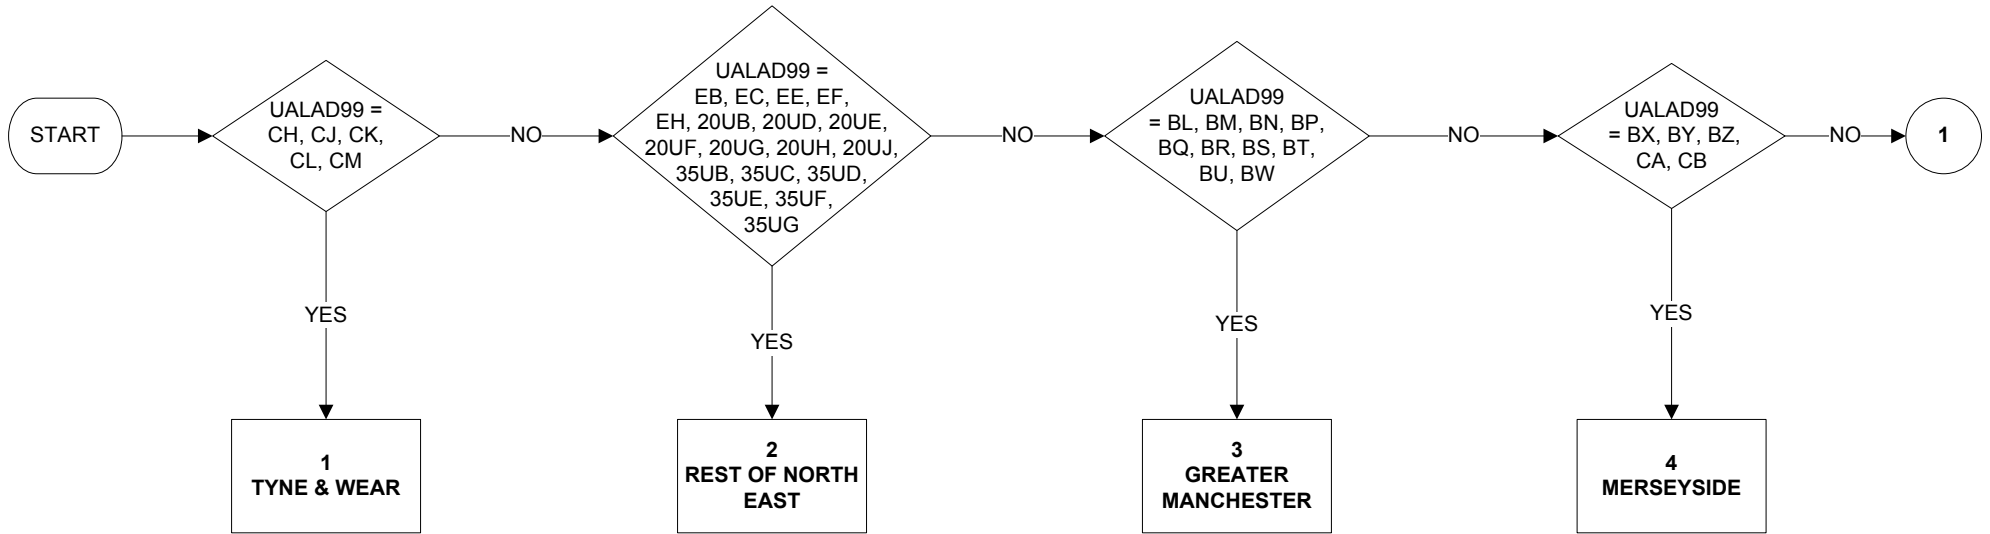 START
UALAD99 =
CH, CJ, CK,
CL, CM
NO
UALAD99 =
EB, EC, EE, EF,
EH, 20UB, 20UD, 20UE,
20UF, 20UG, 20UH, 20UJ,
35UB, 35UC, 35UD,
35UE, 35UF,
35UG
NO
UALAD99
= BL, BM, BN, BP,
BQ, BR, BS, BT,
BU, BW
NO
UALAD99
= BX, BY, BZ,
CA, CB
NO
1
YES
YES
YES
YES
1
TYNE & WEAR
2
REST OF NORTH
EAST
3
GREATER
MANCHESTER
4
MERSEYSIDE